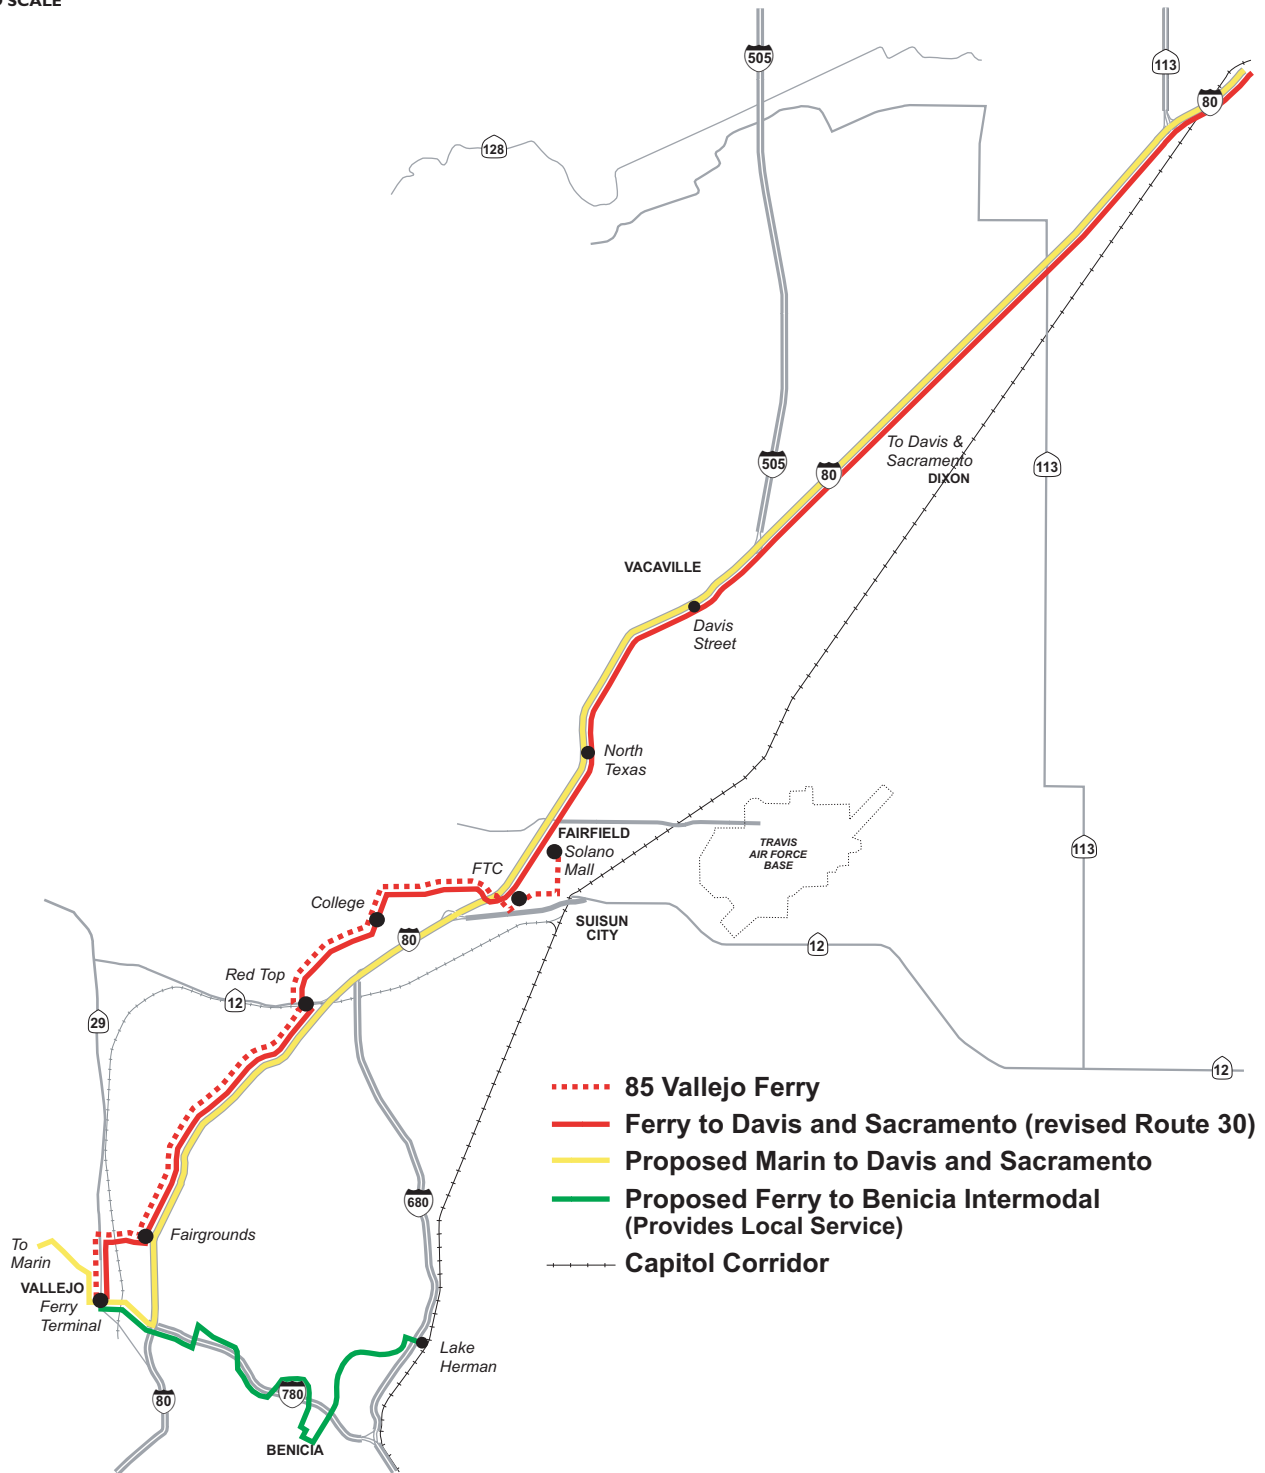 SCALE
505
113
80
128
To Davis &
Sacramento
DIXON
505
80
113
VACAVILLE
Davis
Street
North
Texas
FAIRFIELD
Solano
Mall
TRAVIS
AIR FORCE
BASE
113
FTC
College
SUISUN
CITY
80
12
Red Top
12
29
12
85 Vallejo Ferry
Ferry to Davis and Sacramento (revised Route 30)
Proposed Marin to Davis and Sacramento
Proposed Ferry to Benicia Intermodal
(Provides Local Service)
Capitol Corridor
680
Fairgrounds
To
Marin
VALLEJO
Ferry
Terminal
Lake
Herman
80
780
BENICIA